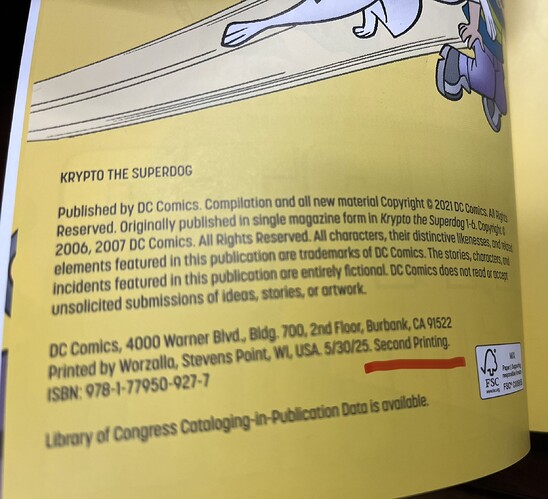 KRYPTO THE SUPERDOG
Published by DC Comics. Compilation and all new material Copyright © 2021 DC Comics. All Rights
Reserved. Originally published in single magazine form in Krypto the Superdog 1-6. Copyright ©
2006, 2007 DC Comics. All Rights Reserved. All characters, their distinctive likenesses, and related
elements featured in this publication are trademarks of DC Comics. The stories, characters, and
incidents featured in this publication are entirely fictional. DC Comics does not read or accept
unsolicited submissions of ideas, stories, or artwork.
DC Comics, 4000 Warner Blvd., Bldg. 700, 2nd Floor, Burbank, CA 91522
Printed by Worzalla, Stevens Point, WI, USA. 5/30/25. Second Printing.
ISBN: 978-1-77950-927-7
Library of Congress Cataloging-in-Publication Data is available.
FSC
MIX